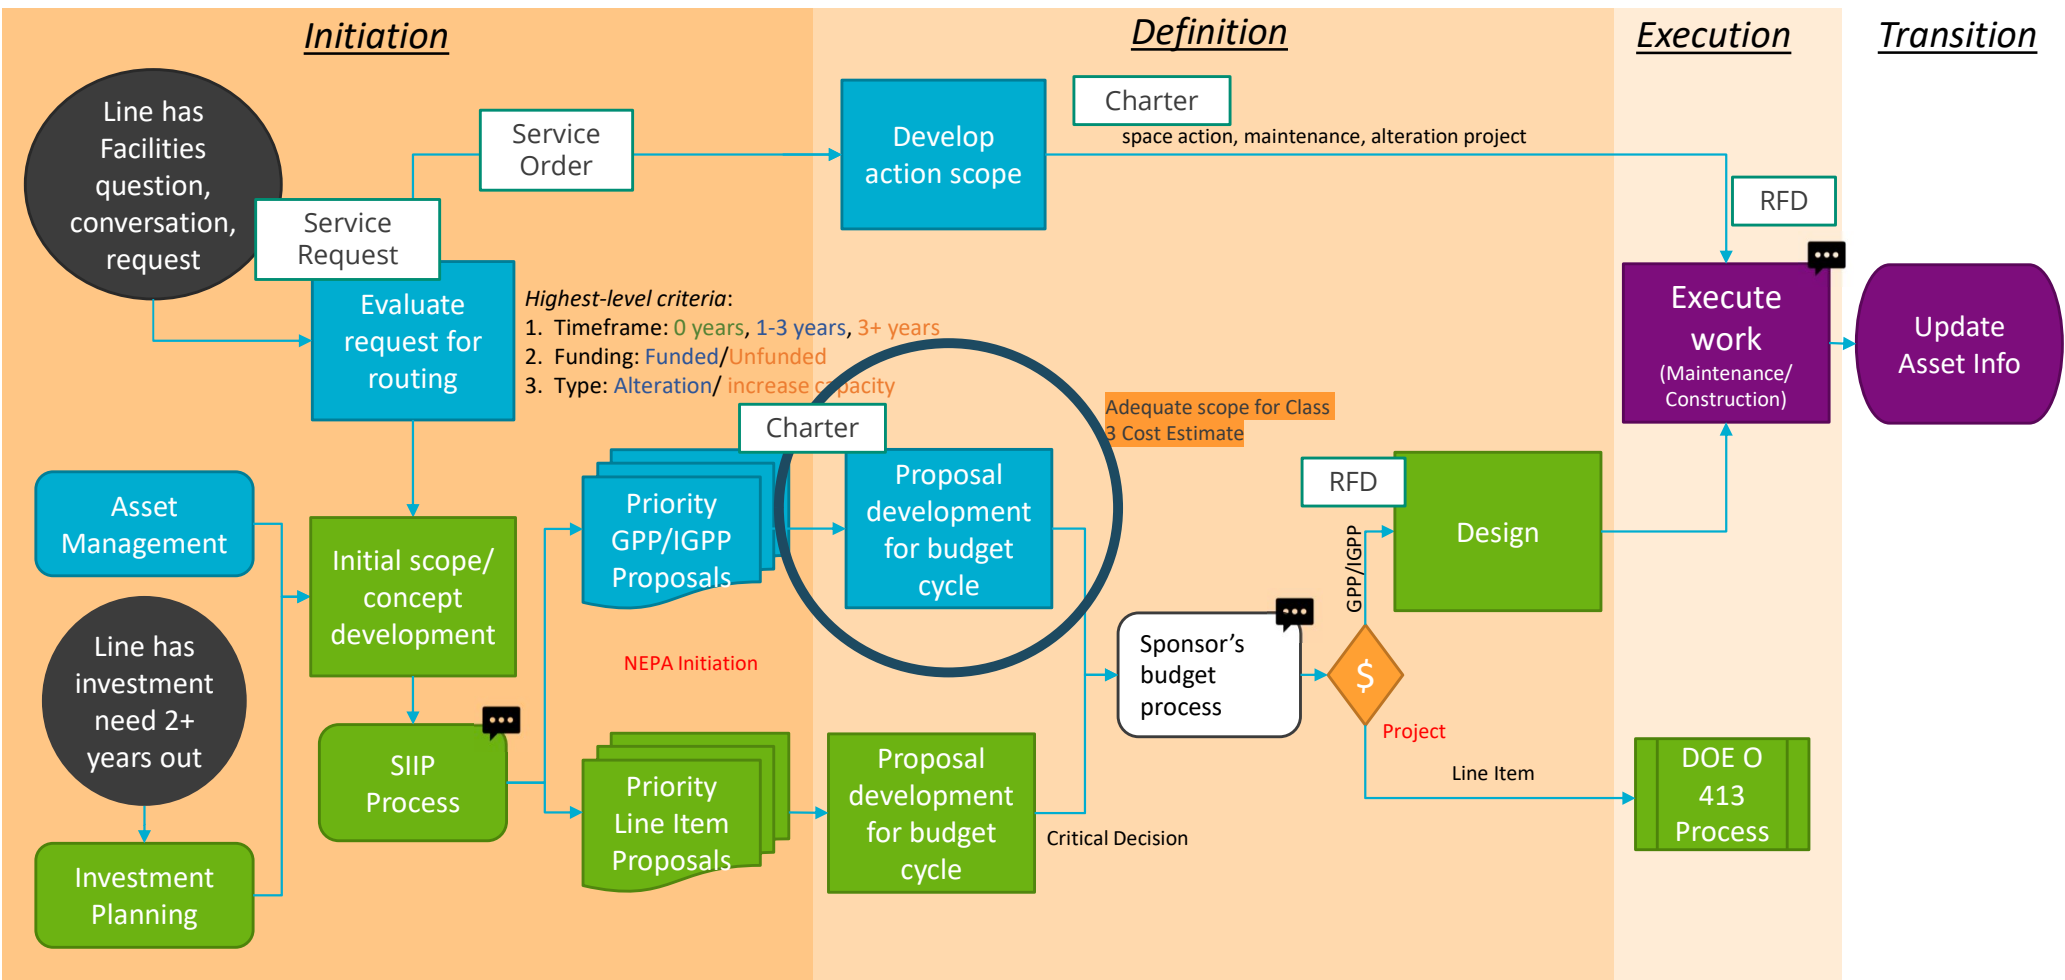 Initiation
Definition
Execution
Transition
Line has
Facilities
question,
conversation,
request
Service
Request
Service
Order
Develop
action scope
Charter
space action, maintenance, alteration project
RFD
Evaluate
request for
routing
Highest-level criteria:
1. Timeframe: 0 years, 1-3 years, 3+ years
2. Funding: Funded/Unfunded
3. Type: Alteration/ increase capacity
Execute
work
(Maintenance/
Construction)
Update
Asset Info
Charter
Adequate scope for Class
3 Cost Estimate
Asset
Management
Initial scope/
concept
development
Priority
GPP/IGPP
Proposals
Proposal
development
for budget
cycle
RFD
Design
GPP/IGPP
Line has
investment
need 2+
years out
NEPA Initiation
Sponsor’s
budget
process
$
Project
Line Item
SIIP
Process
Priority
Line Item
Proposals
Proposal
development
for budget
cycle
Critical Decision
DOE O
413
Process
Investment
Planning